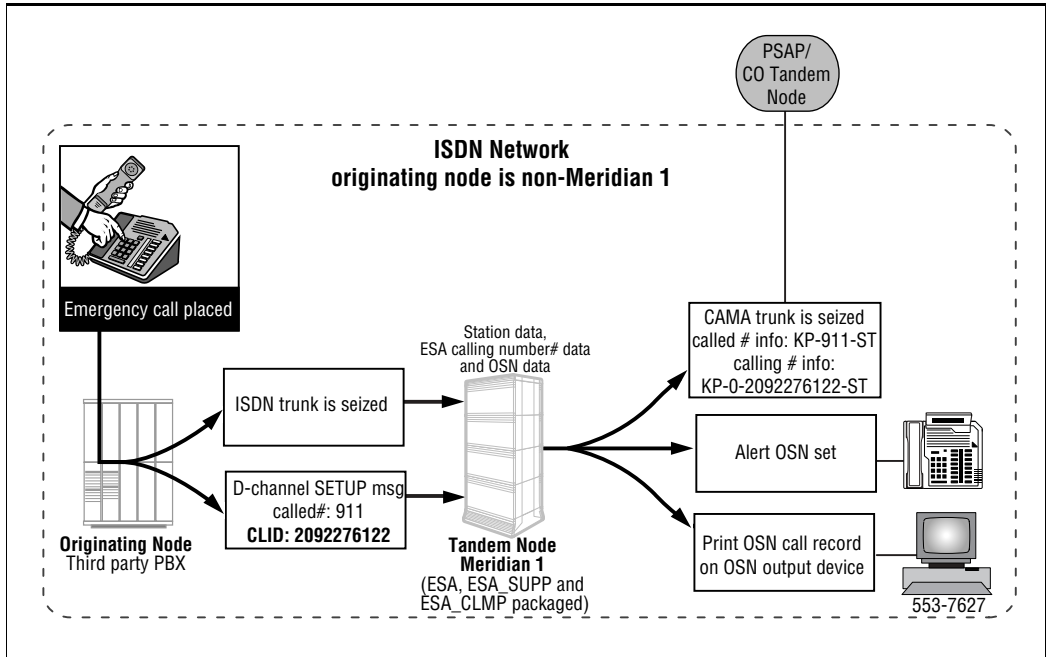 PSAP/
CO Tandem
Node
ISDN Network
originating node is non-Meridian 1
Emergency call placed
Station data,
ESA calling number# data
and OSN data
CAMA trunk is seized
called # info: KP-911-ST
calling # info:
KP-0-2092276122-ST
ISDN trunk is seized
Alert OSN set
D-channel SETUP msg
called#: 911
CLID: 2092276122
Originating Node
Third party PBX
Tandem Node
Meridian 1
(ESA, ESA_SUPP and
ESA_CLMP packaged)
Print OSN call record
on OSN output device
553-7627